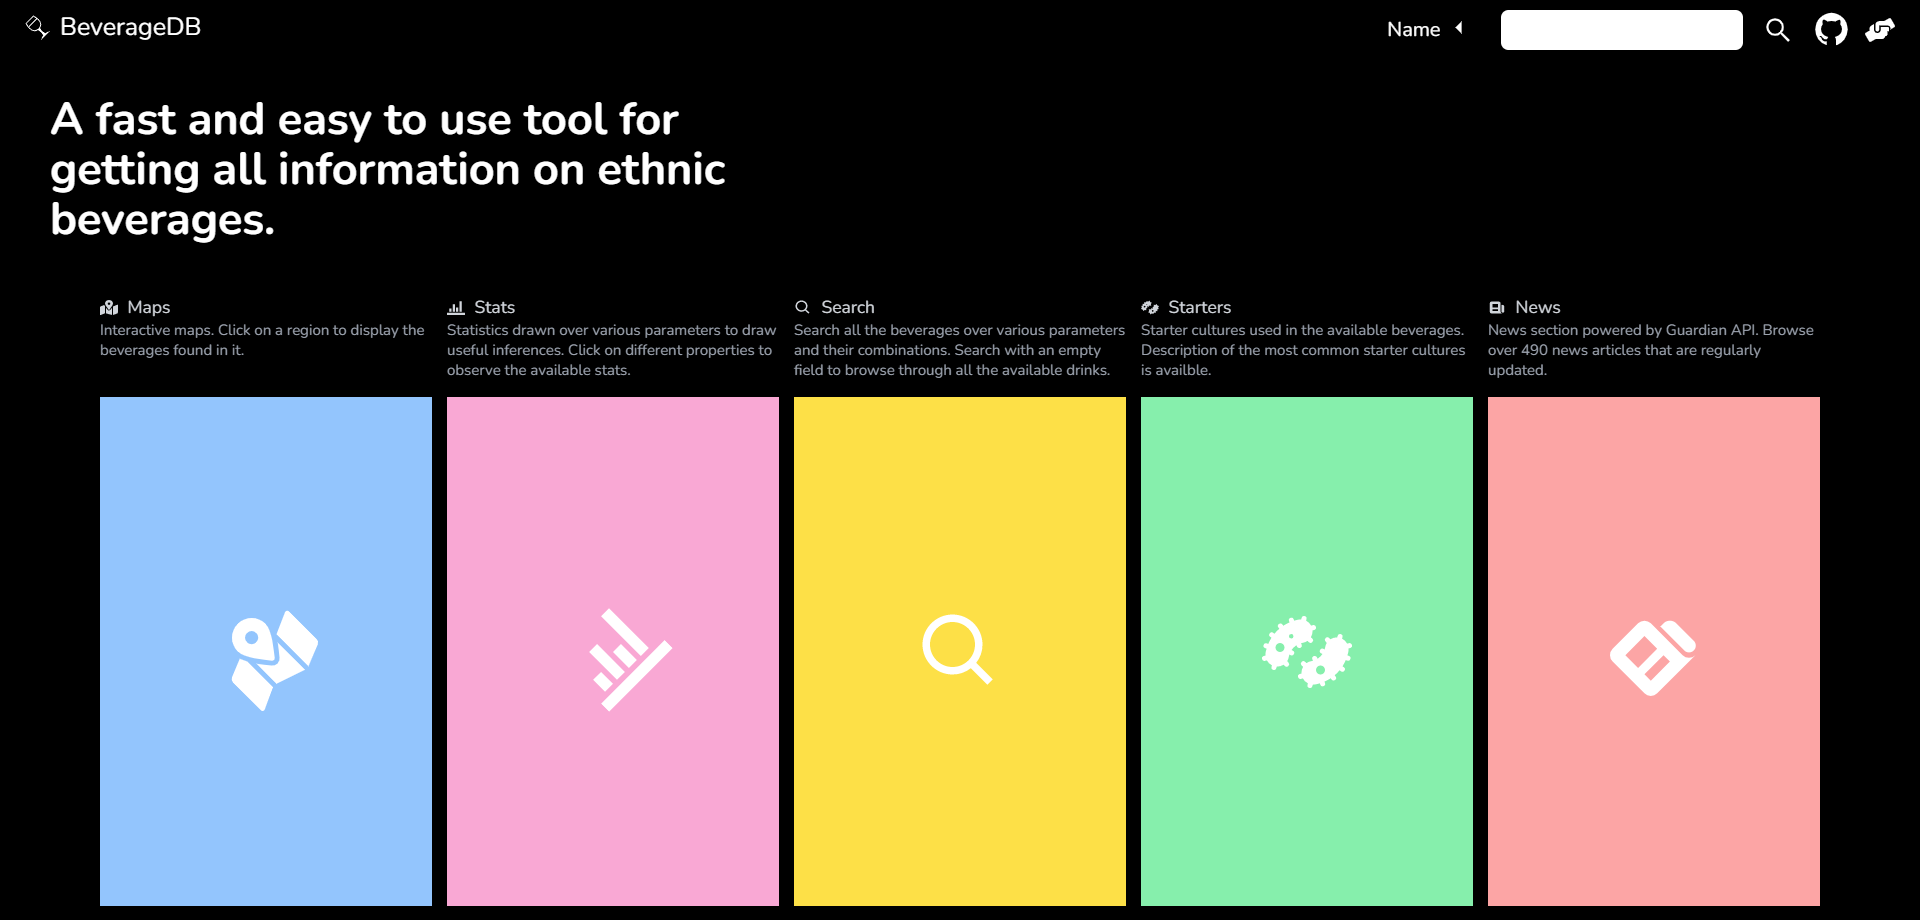 BeverageDB
Name
A fast and easy to use tool for
getting all information on ethnic
beverages.
Maps
Interactive maps. Click on a region to display the
beverages found in it.
Stats
Statistics drawn over various parameters to draw
useful inferences. Click on different properties to
observe the available stats.
Search
Search all the beverages over various parameters
and their combinations. Search with an empty
field to browse through all the available drinks.
Starters
Starter cultures used in the available beverages.
Description of the most common starter cultures
is availble.
News
News section powered by Guardian API. Browse
over 490 news articles that are regularly
updated.